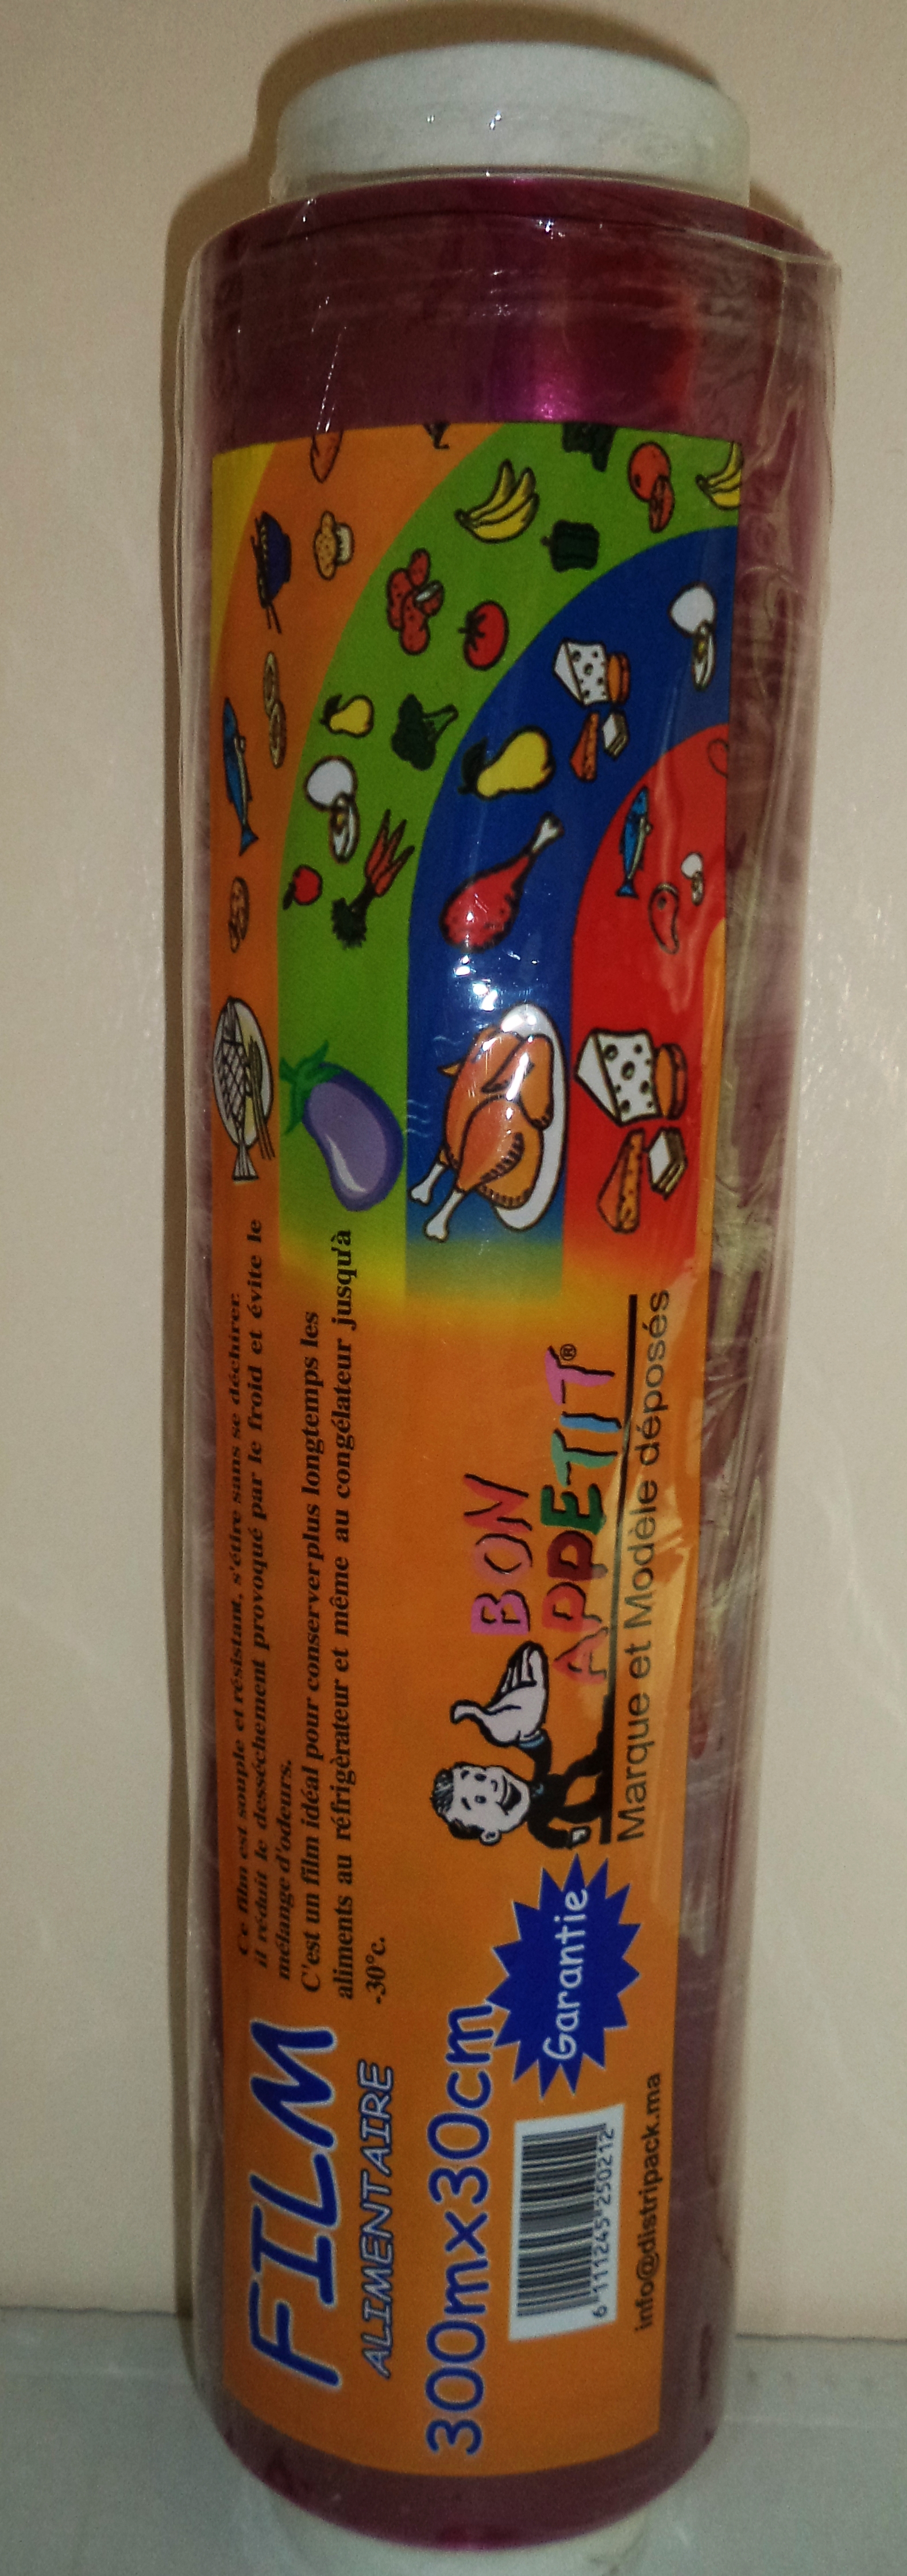 FILM
ALIMENTAIRE
300mx30cm
Ce film est souple et résistant, s'étire sans se déchirer.
il réduit le desséchement provoqué par le froid et évite le
mélange d'odeurs.
C'est un film idéal pour conserver plus longtemps les
aliments au réfrigèrateur et même au congélateur jusqu'à
-30°c.
Garantie
BON
APPETIT®
Marque et Modèle déposés
6 111245 250212
info@distripack.ma